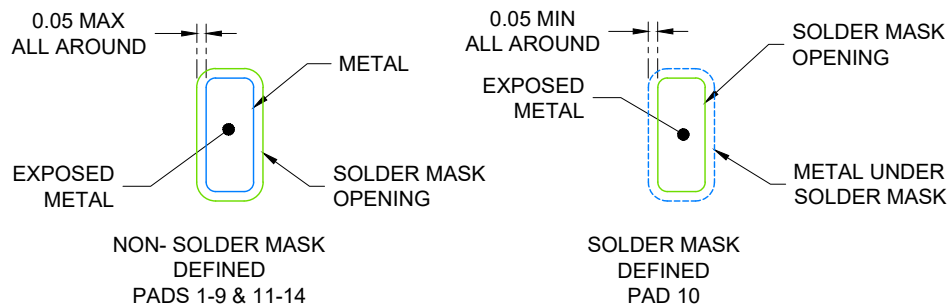 0.05 MAX
ALL AROUND
METAL
EXPOSED
METAL
SOLDER MASK
OPENING
NON- SOLDER MASK
DEFINED
PADS 1-9 & 11-14
0.05 MIN
ALL AROUND
SOLDER MASK
OPENING
EXPOSED
METAL
METAL UNDER
SOLDER MASK
SOLDER MASK
DEFINED
PAD 10